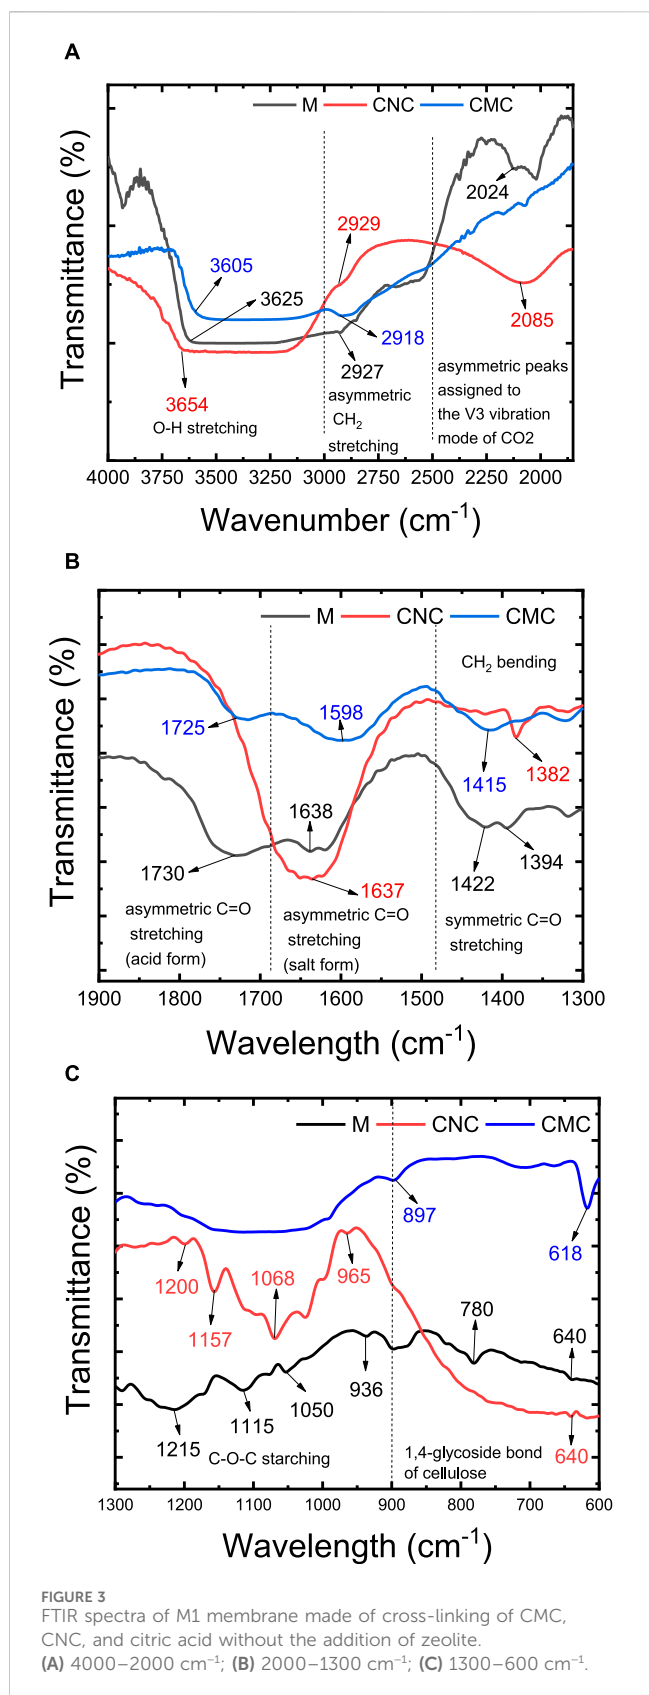 A
M CNC CMC
Transmittance (%)
2024
2929
3605
3625
2085
2918
2927
3654
O-H stretching
asymmetric
CH2
stretching
asymmetric peaks
assigned to
the V3 vibration
mode of CO2
4000 3750 3500 3250 3000 2750 2500 2250 2000
Wavenumber (cm⁻¹)
B
M CNC CMC
Transmittance (%)
CH2 bending
1725
1598
1415
1382
1638
1730
1637
1422
1394
asymmetric C=O
stretching
(acid form)
asymmetric C=O
stretching
(salt form)
symmetric C=O
stretching
1900 1800 1700 1600 1500 1400 1300
Wavelength (cm⁻¹)
C
M CNC CMC
Transmittance (%)
897
618
1200
1068
965
1157
780
640
936
1050
1115
1215
640
C-O-C starching
1,4-glycoside bond
of cellulose
1300 1200 1100 1000 900 800 700 600
Wavelength (cm⁻¹)
FIGURE 3
FTIR spectra of M1 membrane made of cross-linking of CMC,
CNC, and citric acid without the addition of zeolite.
(A) 4000–2000 cm⁻¹; (B) 2000–1300 cm⁻¹; (C) 1300–600 cm⁻¹.